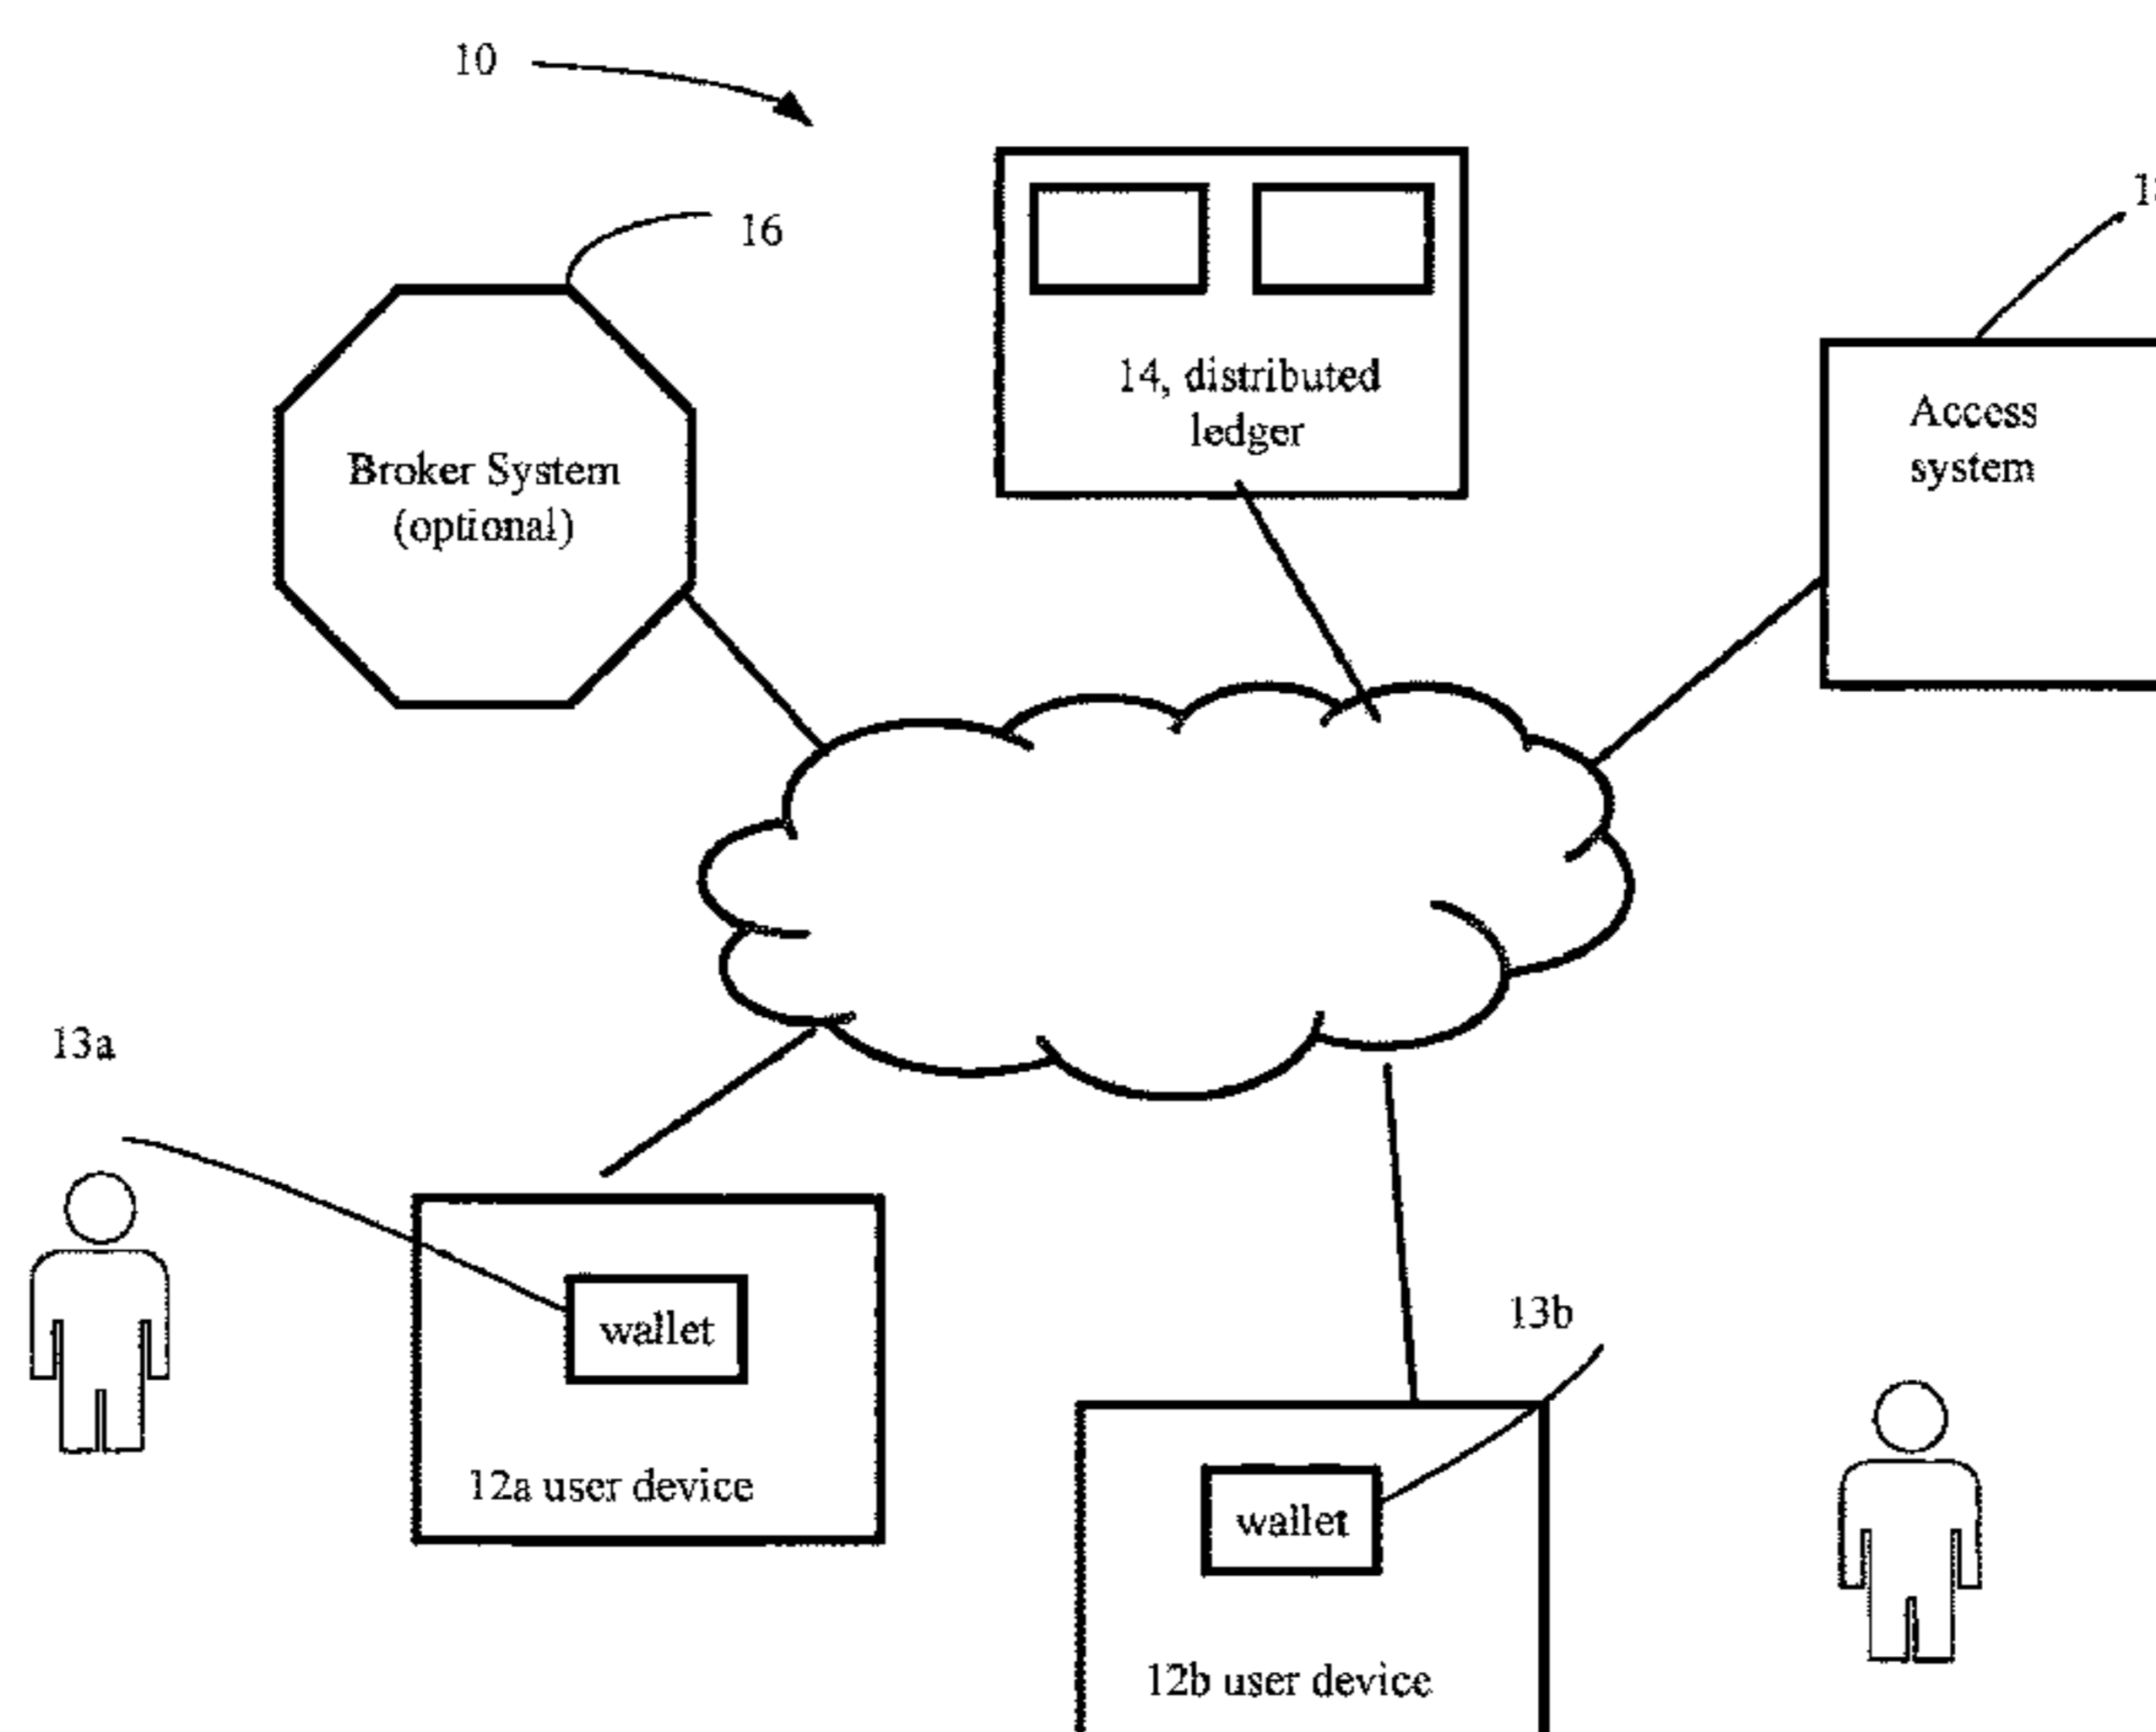 10
16
14, distributed
ledger
Access
system
Broker System
(optional)
13a
wallet
12a user device
13b
wallet
12b user device